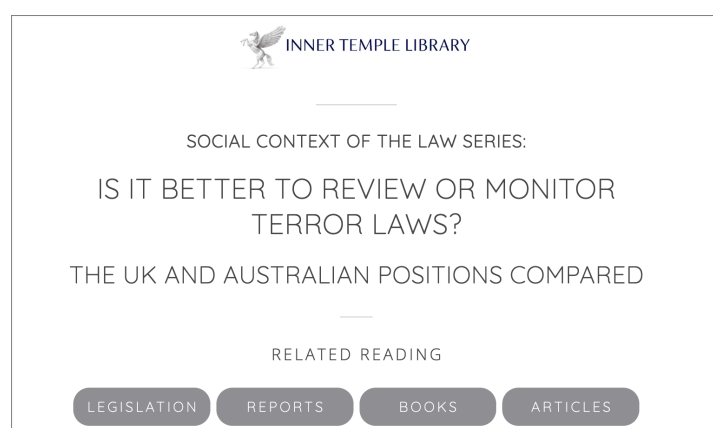 INNER TEMPLE LIBRARY
SOCIAL CONTEXT OF THE LAW SERIES:
IS IT BETTER TO REVIEW OR MONITOR
TERROR LAWS?
THE UK AND AUSTRALIAN POSITIONS COMPARED
RELATED READING
LEGISLATION REPORTS BOOKS ARTICLES